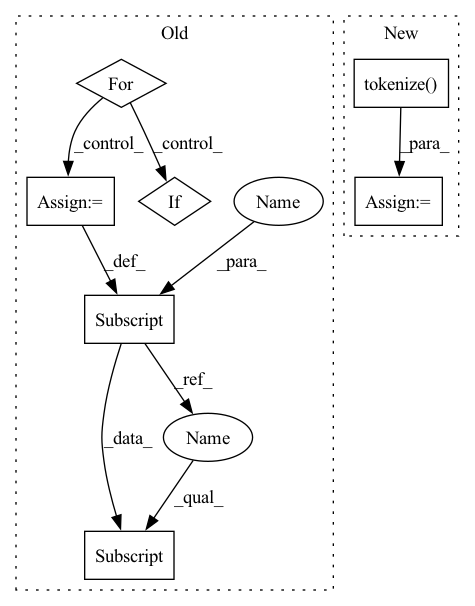 Old
New
For
tokenize()
_control_
_control_
_para_
Assign:=
If
Name
Assign:=
_def_
_para_
Subscript
_ref_
_data_
Name
_qual_
Subscript